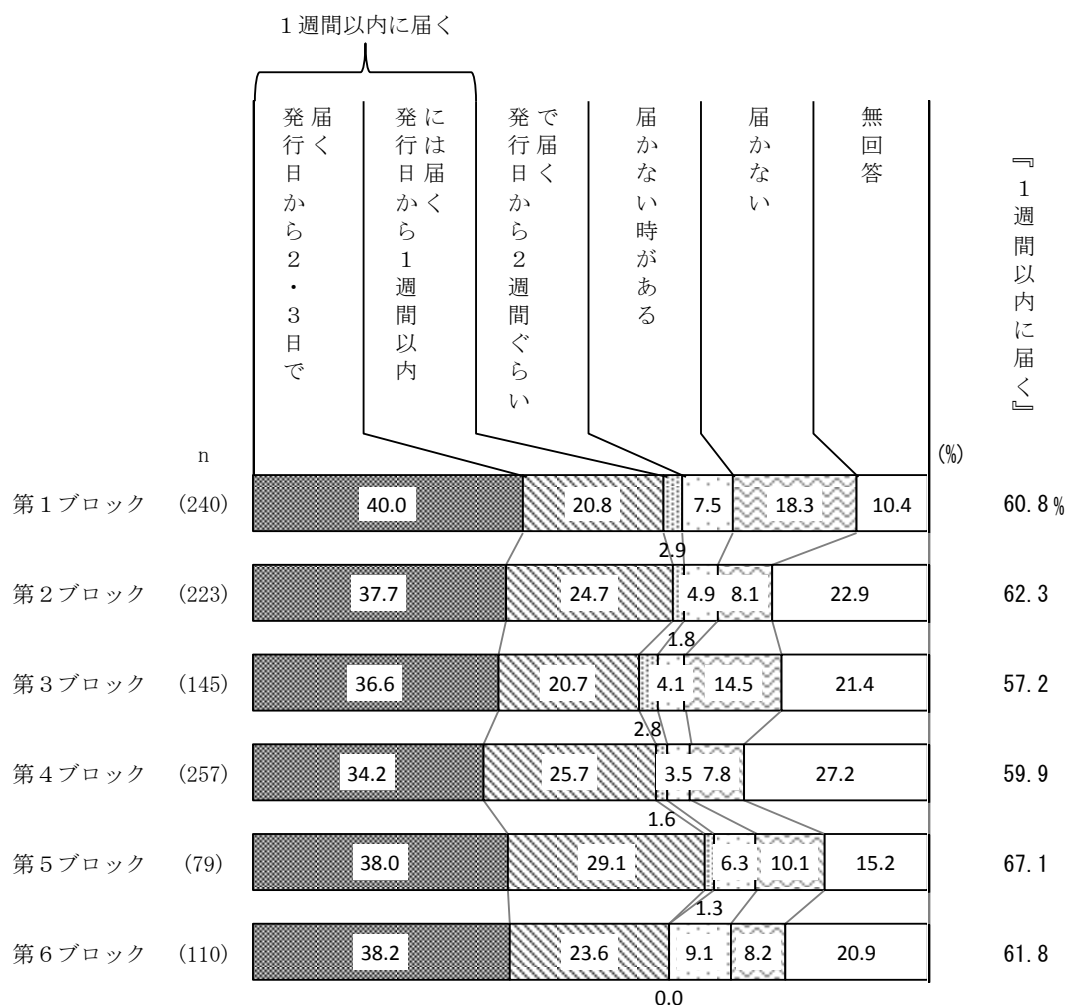 １週間以内に届く
発行日から２・３日で
届く
発行日から１週間以内
には届く
発行日から２週間ぐらい
で届く
届かない時がある
届かない
無回答
『１週間以内に届く』
n
(%)
第１ブロック (240) 40.0 20.8 7.5 18.3 10.4 60.8%
2.9
第２ブロック (223) 37.7 24.7 4.9 8.1 22.9 62.3
1.8
第３ブロック (145) 36.6 20.7 4.1 14.5 21.4 57.2
2.8
第４ブロック (257) 34.2 25.7 3.5 7.8 27.2 59.9
1.6
第５ブロック (79) 38.0 29.1 6.3 10.1 15.2 67.1
1.3
第６ブロック (110) 38.2 23.6 9.1 8.2 20.9 61.8
0.0